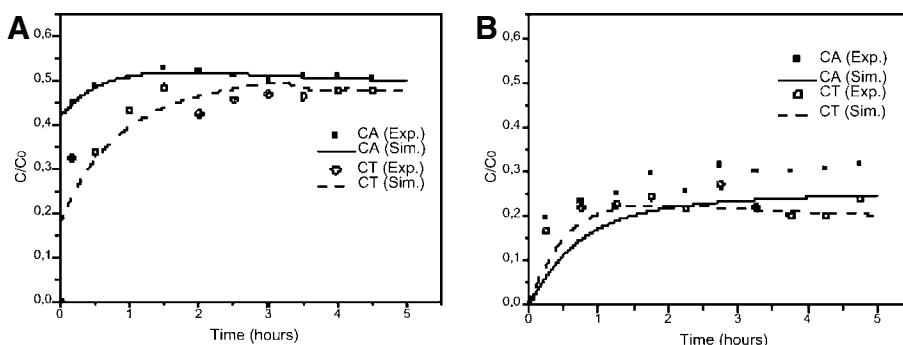 A
C/C0
0,6
0,5
0,4
0,3
0,2
0,1
0,0
CA (Exp.)
CA (Sim.)
CT (Exp.)
CT (Sim.)
0 1 2 3 4 5
Time (hours)
B
C/C0
0,6
0,5
0,4
0,3
0,2
0,1
0,0
CA (Exp.)
CA (Sim.)
CT (Exp.)
CT (Sim.)
0 1 2 3 4 5
Time (hours)